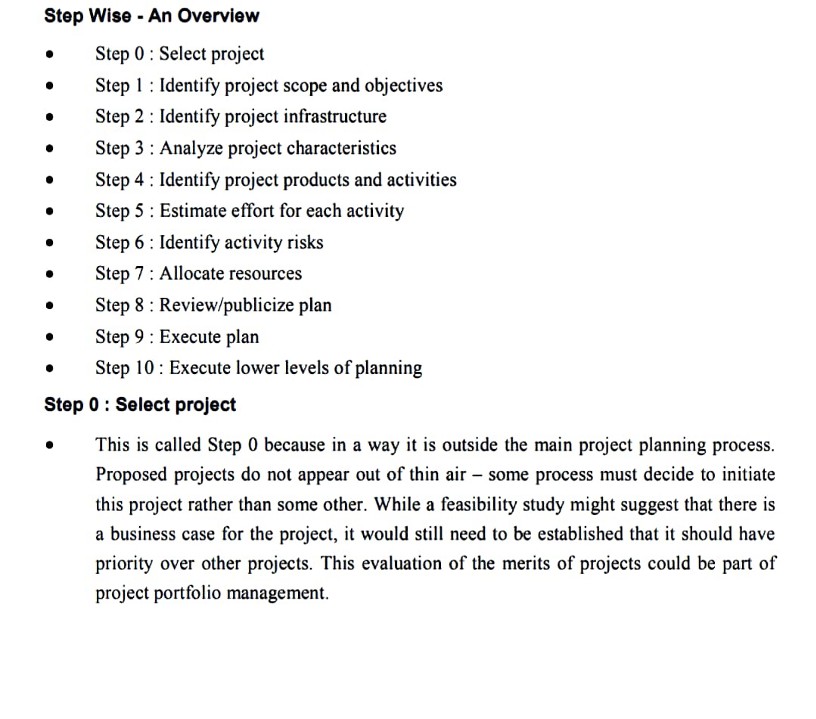 Step Wise - An Overview
• Step 0 : Select project
• Step 1 : Identify project scope and objectives
• Step 2 : Identify project infrastructure
• Step 3 : Analyze project characteristics
• Step 4 : Identify project products and activities
• Step 5 : Estimate effort for each activity
• Step 6 : Identify activity risks
• Step 7 : Allocate resources
• Step 8 : Review/publicize plan
• Step 9 : Execute plan
• Step 10 : Execute lower levels of planning
Step 0 : Select project
• This is called Step 0 because in a way it is outside the main project planning process.
Proposed projects do not appear out of thin air – some process must decide to initiate
this project rather than some other. While a feasibility study might suggest that there is
a business case for the project, it would still need to be established that it should have
priority over other projects. This evaluation of the merits of projects could be part of
project portfolio management.